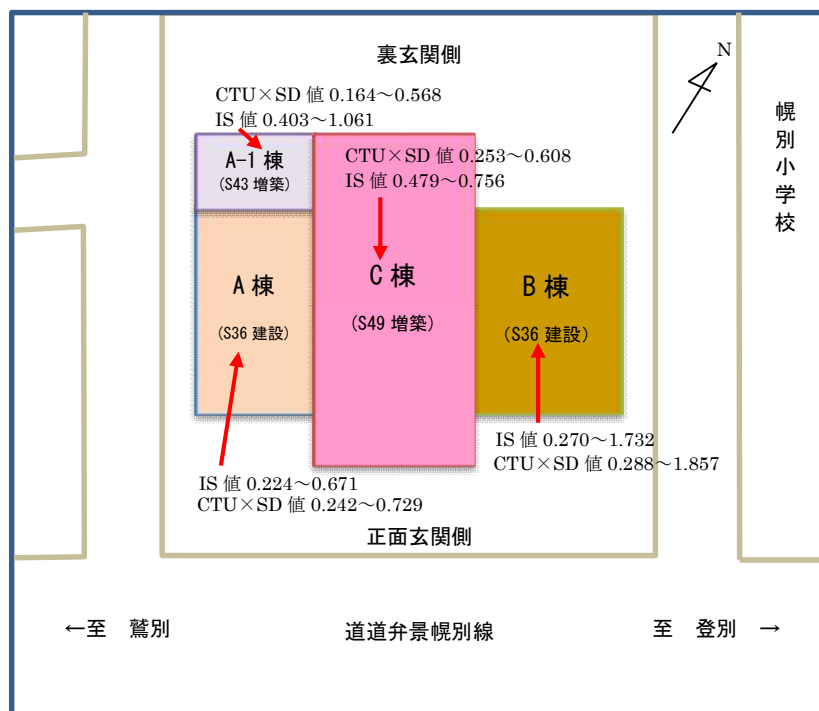 裏玄関側
N
CTU×SD 値 0.164～0.568
IS 値 0.403～1.061
幌別小学校
A-1 棟
(S43 増築)
CTU×SD 値 0.253～0.608
IS 値 0.479～0.756
A 棟
(S36 建設)
C 棟
(S49 増築)
B 棟
(S36 建設)
IS 値 0.270～1.732
CTU×SD 値 0.288～1.857
IS 値 0.224～0.671
CTU×SD 値 0.242～0.729
正面玄関側
←至 鷲別
道道弁景幌別線
至 登別 →